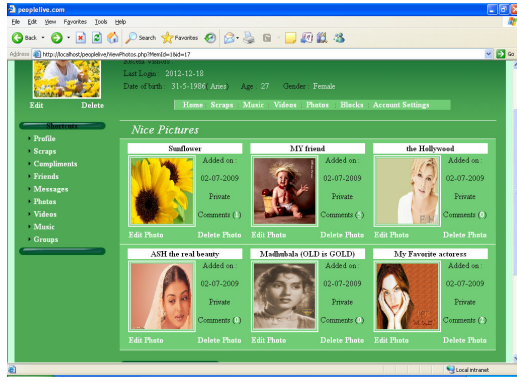 peoplelive.com
File Edit View Favorites Tools Help
Back Search Favorites
Address http://localhost/peoplelive/ViewPhotos.php?MemId=16&id=17 Go
Recent Visitors
Last Login : 2012-12-18
Date of birth : 31-5-1986( Aries) Age : 27 Gender : Female
Edit Delete
Home Scraps Music Videos Photos Blocks Account Settings
Shortcuts
Profile
Scraps
Compliments
Friends
Messages
Photos
Videos
Music
Groups
Nice Pictures
Sunflower
Added on :
02-07-2009
Private
Comments
Edit Photo Delete Photo
MY friend
Added on :
02-07-2009
Private
Comments
Edit Photo Delete Photo
the Hollywood
Added on :
02-07-2009
Private
Comments
Edit Photo Delete Photo
ASH the real beauty
Added on :
02-07-2009
Private
Comments
Edit Photo Delete Photo
Madhubala (OLD is GOLD)
Added on :
02-07-2009
Private
Comments
Edit Photo Delete Photo
My Favorite actoress
Added on :
02-07-2009
Private
Comments
Edit Photo Delete Photo
Local intranet